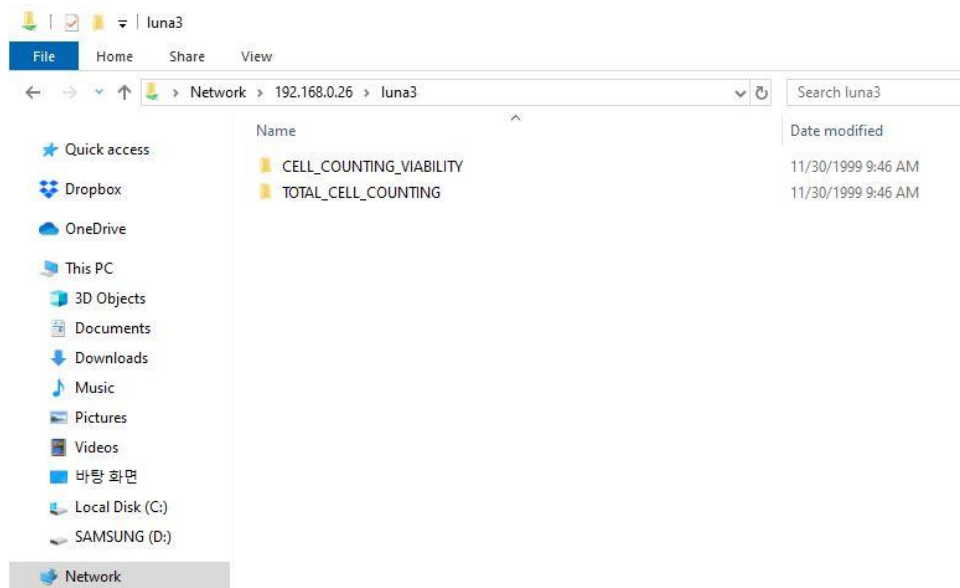 luna3
File Home Share View
Network > 192.168.0.26 > luna3
Search luna3
Name
Date modified
Quick access
Dropbox
OneDrive
This PC
3D Objects
Documents
Downloads
Music
Pictures
Videos
바탕 화면
Local Disk (C:)
SAMSUNG (D:)
Network
CELL_COUNTING_VIABILITY 11/30/1999 9:46 AM
TOTAL_CELL_COUNTING 11/30/1999 9:46 AM